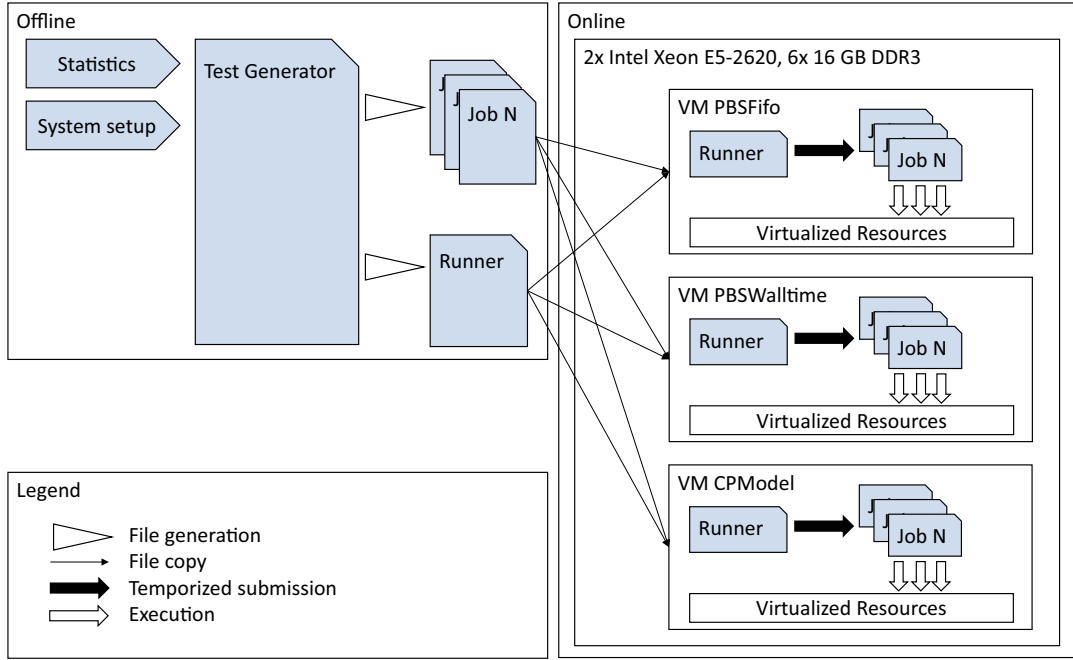 Offline
Statistics
System setup
Test Generator
J
J
Job N
Runner
Online
2x Intel Xeon E5-2620, 6x 16 GB DDR3
VM PBSFifo
Runner
J
J
Job N
Virtualized Resources
VM PBSWalltime
Runner
J
J
Job N
Virtualized Resources
VM CPModel
Runner
J
J
Job N
Virtualized Resources
Legend
File generation
File copy
Temporized submission
Execution